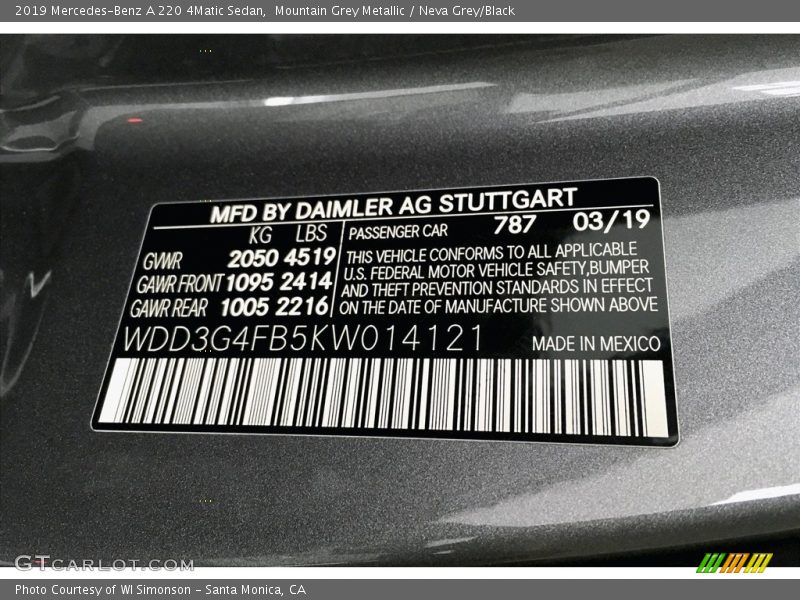 2019 Mercedes-Benz A 220 4Matic Sedan, Mountain Grey Metallic / Neva Grey/Black
MFD BY DAIMLER AG STUTTGART
KG LBS
GVWR 2050 4519
GAWR FRONT 1095 2414
GAWR REAR 1005 2216
PASSENGER CAR 787 03/19
THIS VEHICLE CONFORMS TO ALL APPLICABLE
U.S. FEDERAL MOTOR VEHICLE SAFETY,BUMPER
AND THEFT PREVENTION STANDARDS IN EFFECT
ON THE DATE OF MANUFACTURE SHOWN ABOVE
WDD3G4FB5KW014121 MADE IN MEXICO
GTCARLOT.COM
Photo Courtesy of WI Simonson - Santa Monica, CA